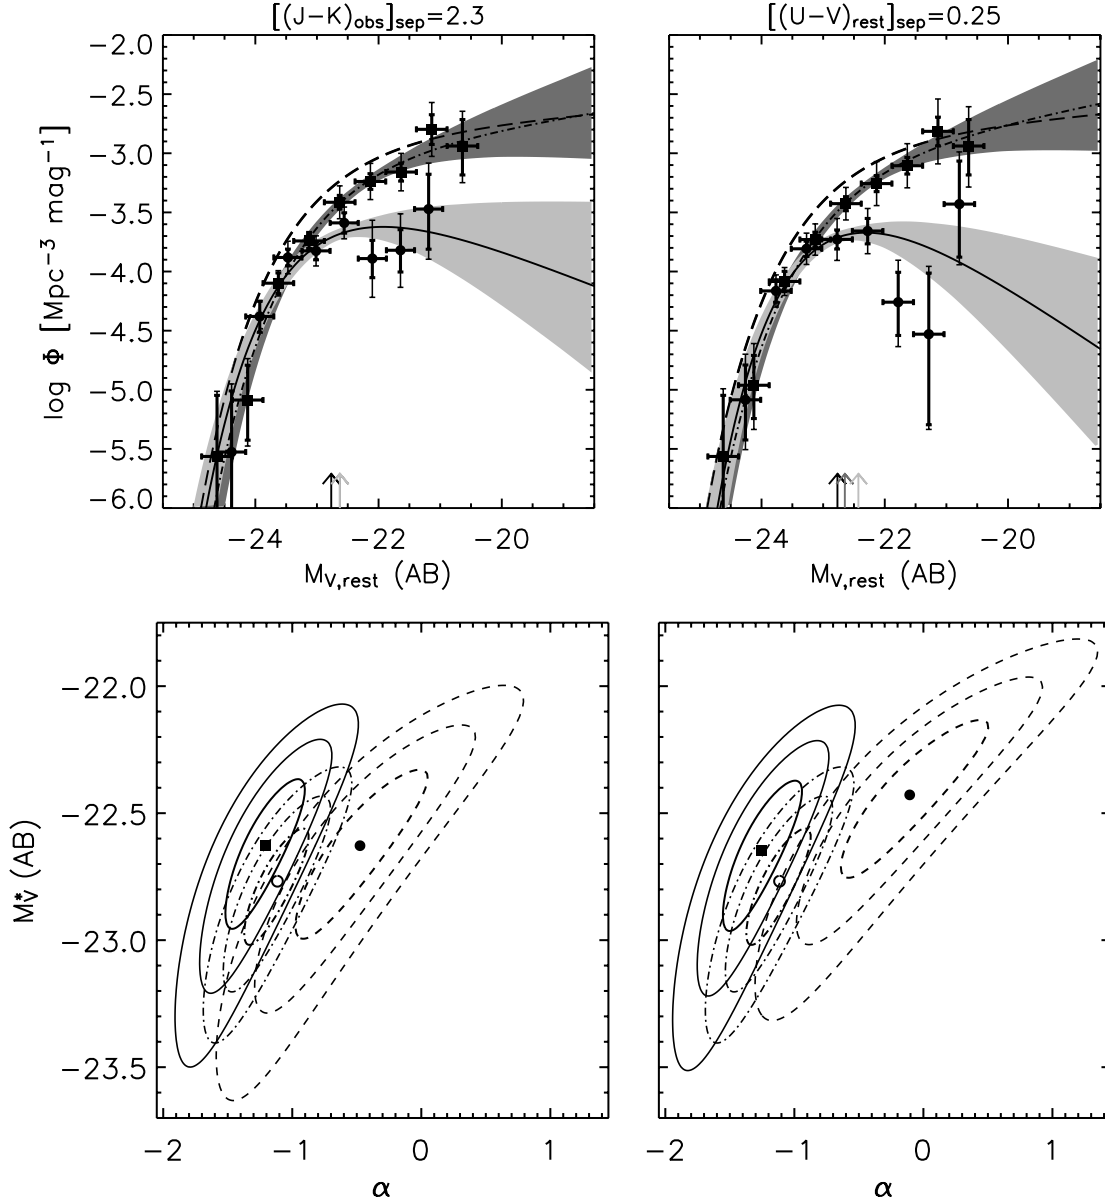 [(J−K)obs]sep=2.3
[(U−V)rest]sep=0.25
log Φ [Mpc−3 mag−1]
−2.0
−2.5
−3.0
−3.5
−4.0
−4.5
−5.0
−5.5
−6.0
−24 −22 −20
−24 −22 −20
MV,rest (AB)
MV,rest (AB)
M*V (AB)
−22.0
−22.5
−23.0
−23.5
−2 −1 0 1
−2 −1 0 1
α
α